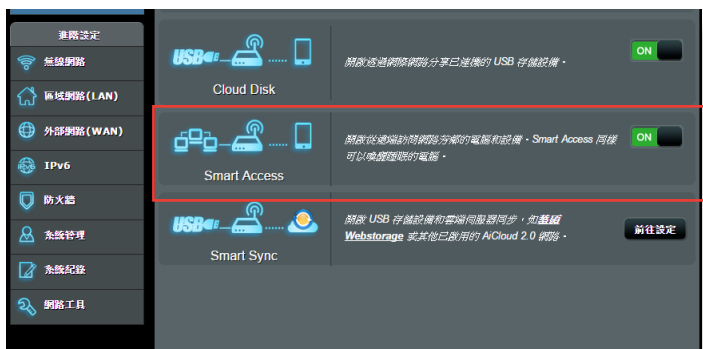 進階設定
無線網路
區域網路(LAN)
外部網路(WAN)
IPv6
防火牆
系統管理
系統記錄
網路工具
USB
Cloud Disk
開啟透過網際網路分享已連機的 USB 存儲設備。
ON
Smart Access
開啟從遠端訪問網路芳鄰的電腦和設備。Smart Access 同樣
可以喚醒睡眠的電腦。
ON
USB
Smart Sync
開啟 USB 存儲設備和雲端伺服器同步，如華碩
Webstorage 或其他已啟用的 AiCloud 2.0 網路。
前往設定